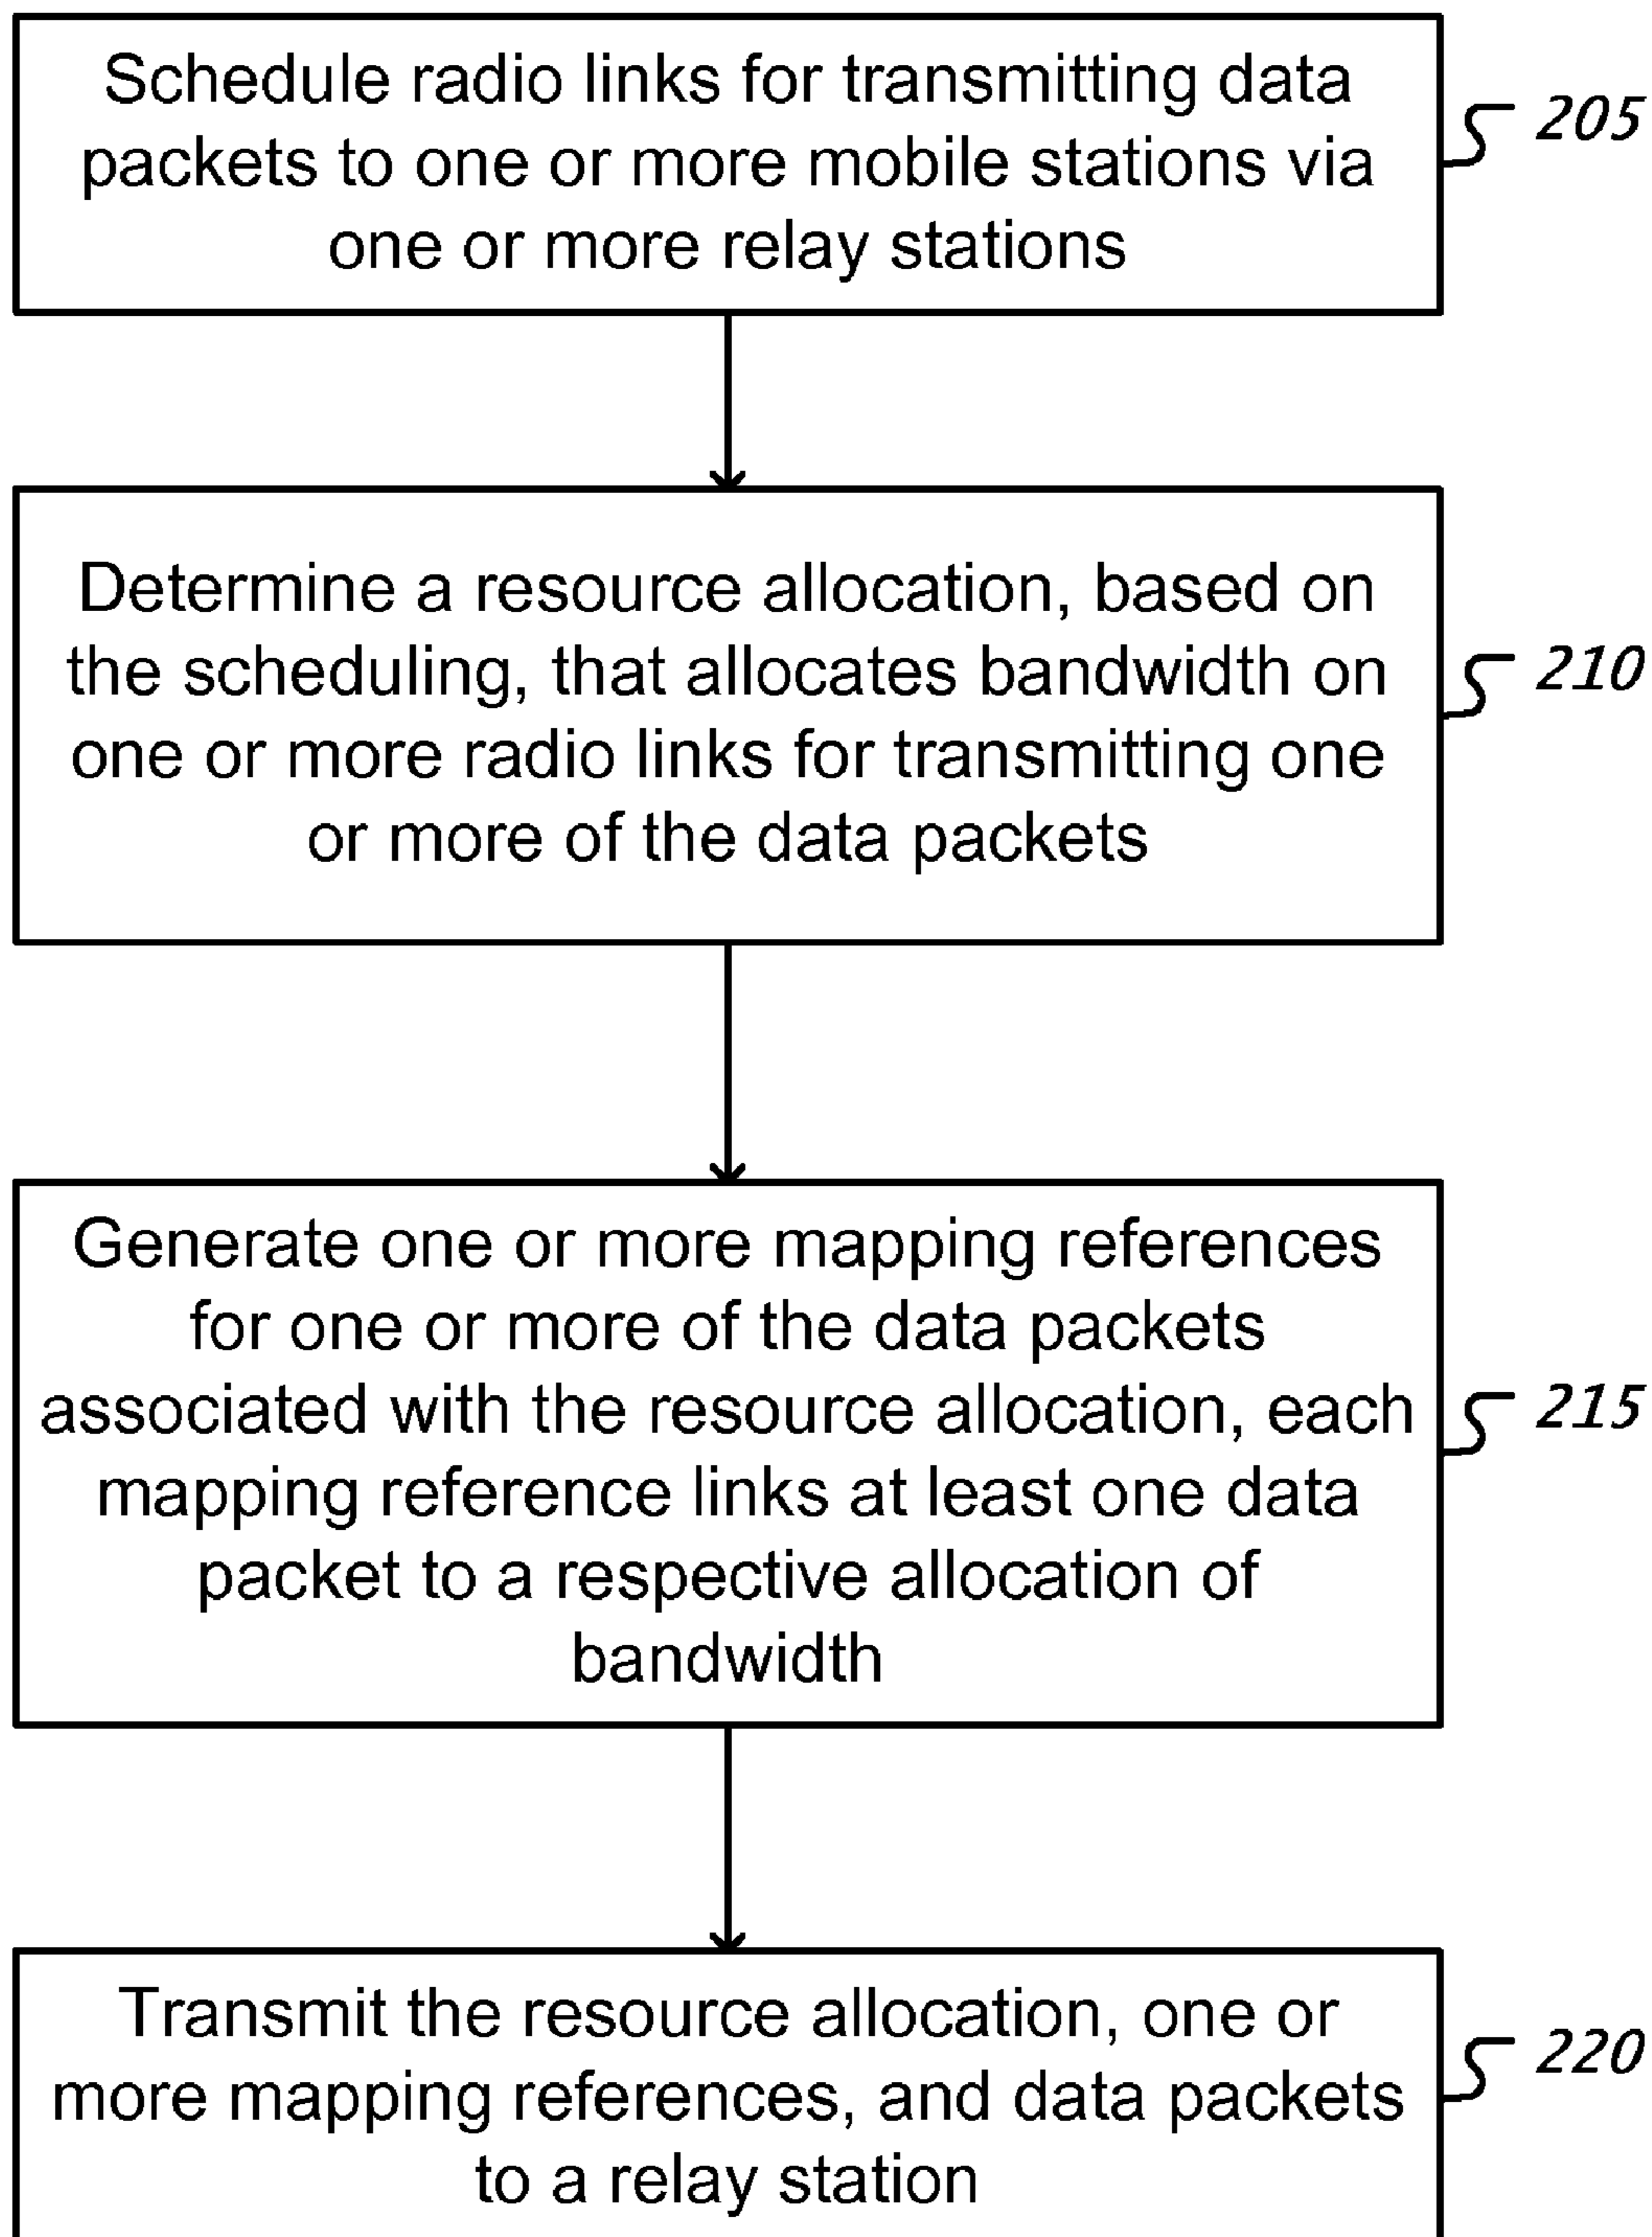 Schedule radio links for transmitting data
packets to one or more mobile stations via
one or more relay stations
205
Determine a resource allocation, based on
the scheduling, that allocates bandwidth on
one or more radio links for transmitting one
or more of the data packets
210
Generate one or more mapping references
for one or more of the data packets
associated with the resource allocation, each
mapping reference links at least one data
packet to a respective allocation of
bandwidth
215
Transmit the resource allocation, one or
more mapping references, and data packets
to a relay station
220